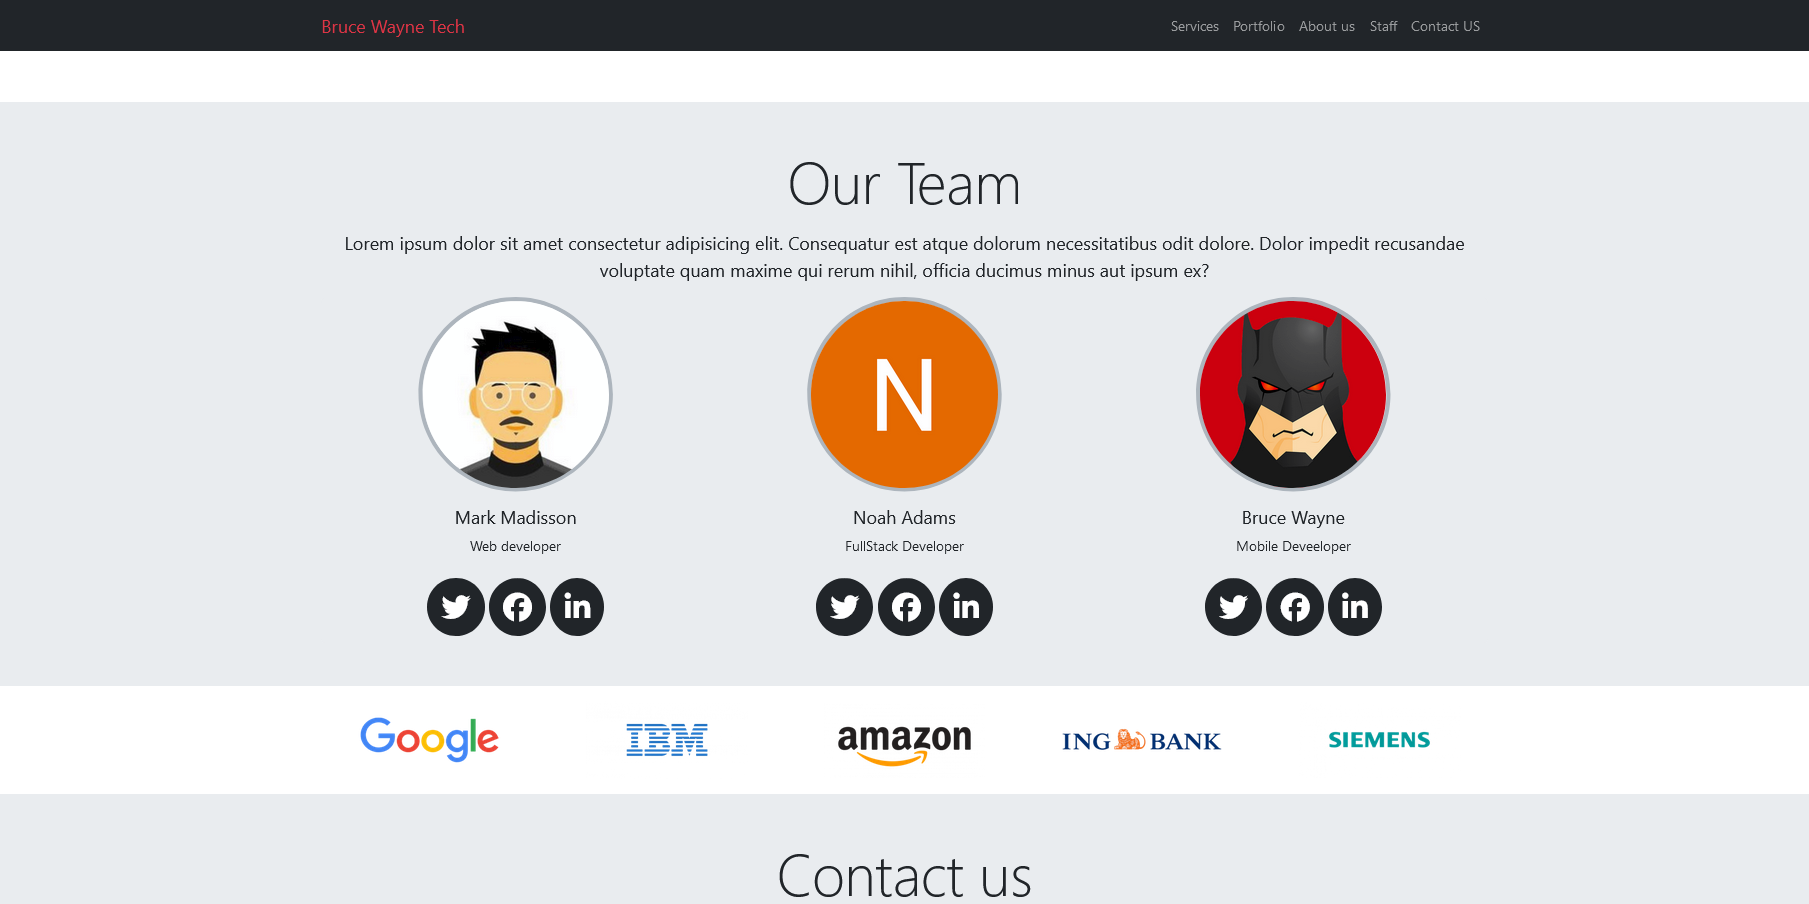 Bruce Wayne Tech
Services Portfolio About us Staff Contact US
Our Team
Lorem ipsum dolor sit amet consectetur adipisicing elit. Consequatur est atque dolorum necessitatibus odit dolore. Dolor impedit recusandae
voluptate quam maxime qui rerum nihil, officia ducimus minus aut ipsum ex?
N
Mark Madisson
Web developer
Noah Adams
FullStack Developer
Bruce Wayne
Mobile Deveeloper
in
in
in
Google
IBM
amazon
ING BANK
SIEMENS
Contact us